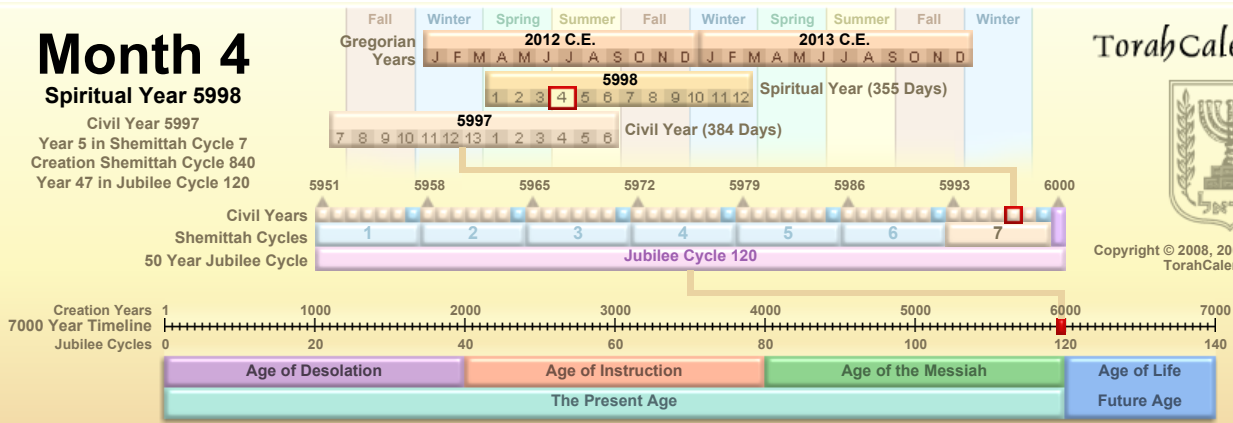 Fall Winter Spring Summer Fall Winter Spring Summer Fall Winter
Month 4
Spiritual Year 5998
Civil Year 5997
Year 5 in Shemittah Cycle 7
Creation Shemittah Cycle 840
Year 47 in Jubilee Cycle 120
Gregorian
Years
2012 C.E. 2013 C.E.
J F M A M J J A S O N D J F M A M J J A S O N D
5998
1 2 3 4 5 6 7 8 9 10 11 12
Spiritual Year (355 Days)
5997
7 8 9 10 11 12 13 1 2 3 4 5 6
Civil Year (384 Days)
5951 5958 5965 5972 5979 5986 5993 6000
Civil Years
Shemittah Cycles 1 2 3 4 5 6 7
50 Year Jubilee Cycle Jubilee Cycle 120
Torah Cale
Copyright © 2008, 20
TorahCale
Creation Years 1 1000 2000 3000 4000 5000 6000 7000
7000 Year Timeline
Jubilee Cycles 0 20 40 60 80 100 120 140
Age of Desolation Age of Instruction Age of the Messiah Age of Life
The Present Age Future Age